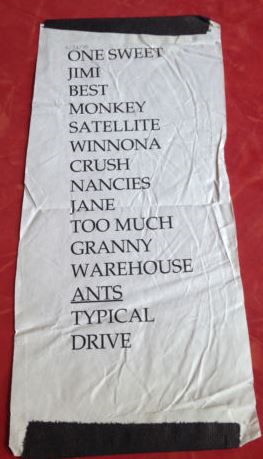 ONE SWEET
JIMI
BEST
MONKEY
SATELLITE
WINNONA
CRUSH
NANCIES
JANE
TOO MUCH
GRANNY
WAREHOUSE
ANTS
TYPICAL
DRIVE